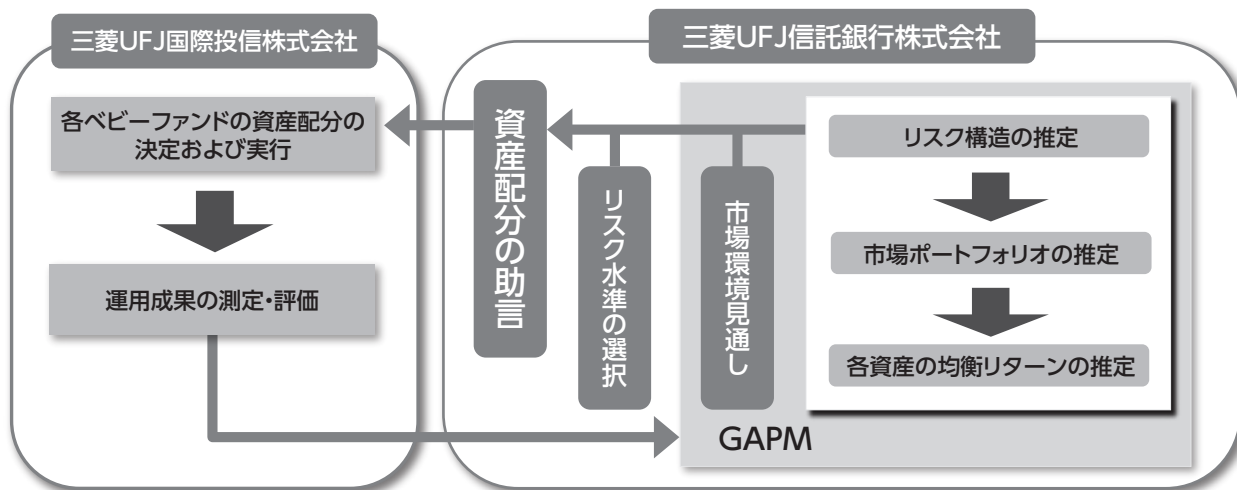 三菱UFJ国際投信株式会社
各ベビーファンドの資産配分の
決定および実行
運用成果の測定・評価
三菱UFJ信託銀行株式会社
資産配分の助言
リスク水準の選択
市場環境見通し
リスク構造の推定
市場ポートフォリオの推定
各資産の均衡リターンの推定
GAPM